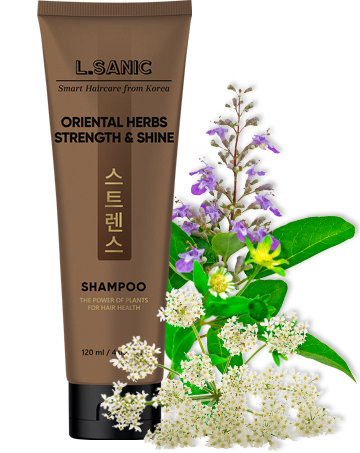 L.SANIC
Smart Haircare from Korea
ORIENTAL HERBS
STRENGTH & SHINE
스트렌스
SHAMPOO
THE POWER OF PLANTS
FOR HAIR HEALTH
120 ml / 4